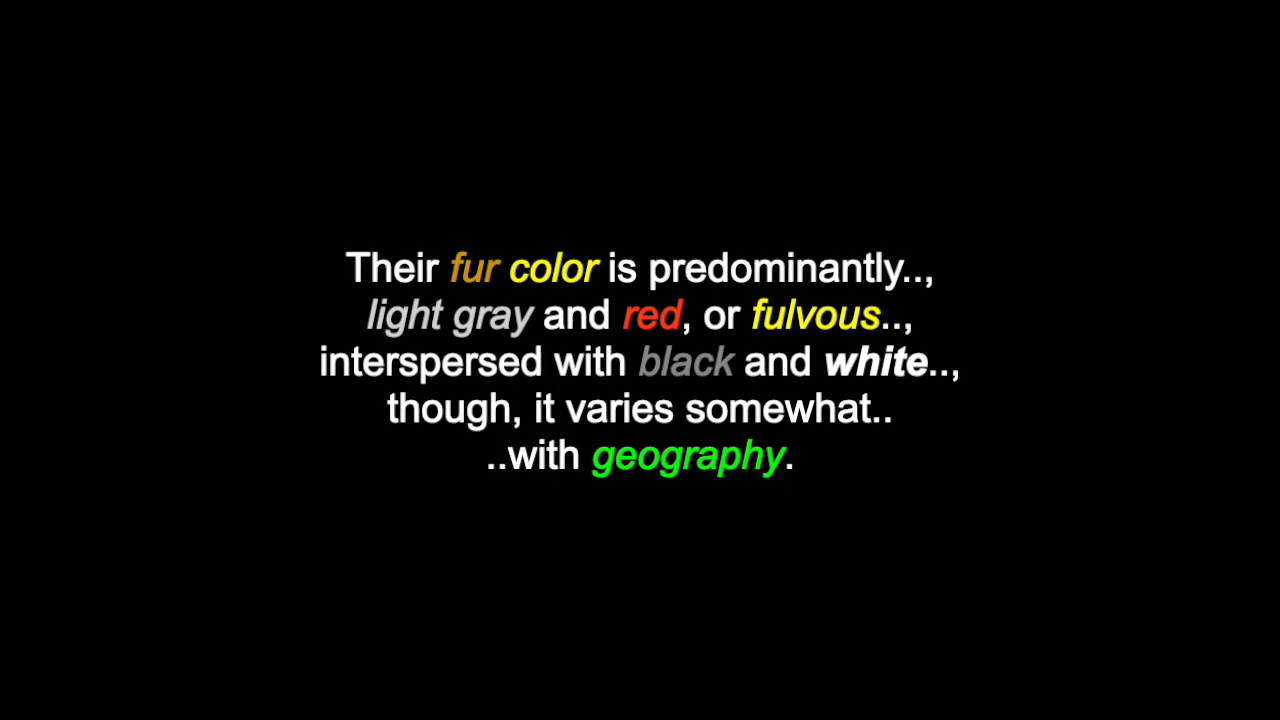 Their fur color is predominantly..,
light gray and red, or fulvous..,
interspersed with black and white..,
though, it varies somewhat..
..with geography.